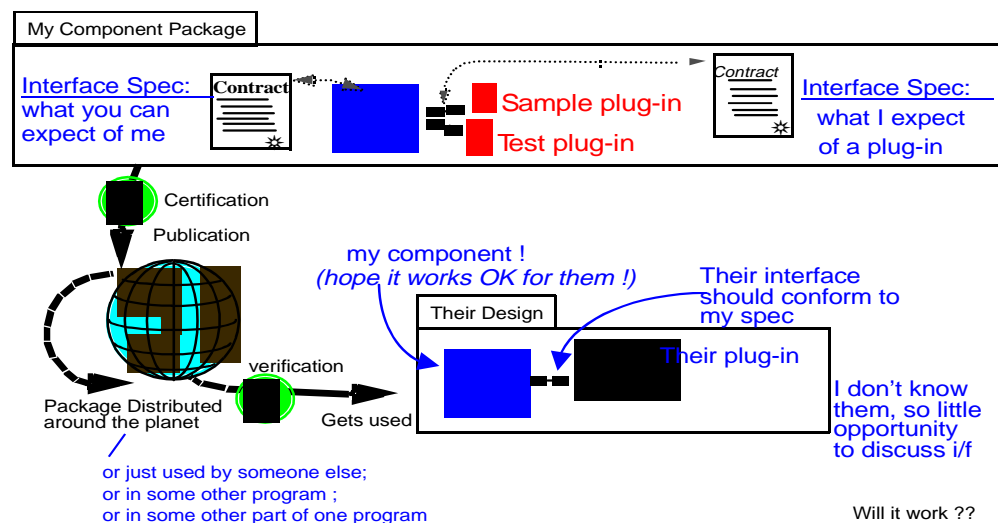 My Component Package
Interface Spec:
what you can
expect of me
Contract
Sample plug-in
Test plug-in
Contract
Interface Spec:
what I expect
of a plug-in
Certification
Publication
my component !
(hope it works OK for them !)
Their interface
should conform to
my spec
Their Design
Their plug-in
verification
Package Distributed
around the planet
Gets used
I don't know
them, so little
opportunity
to discuss i/f
or just used by someone else;
or in some other program ;
or in some other part of one program
Will it work ??